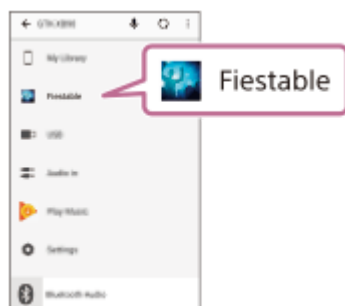 GTK-XB90
My Library
Fiestable
Fiestable
USB
Audio in
Play Music
Settings
Bluetooth Audio